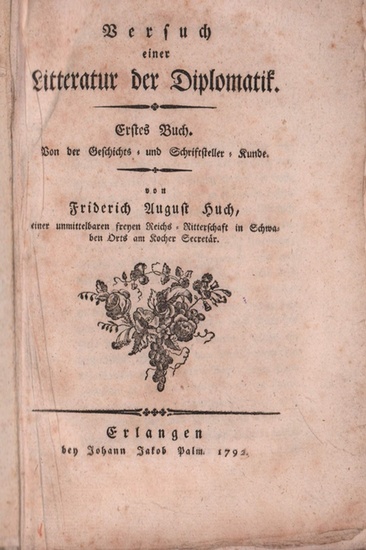 Versuch
einer
Litteratur der Diplomatik.
Erstes Buch.
Von der Geschichts- und Schriftsteller-Kunde.
von
Friderich August Huch,
einer unmittelbaren freyen Reichs-Ritterschaft in Schwa-
ben Orts am Kocher Secretär.
Erlangen
bey Johann Jakob Palm. 1792.